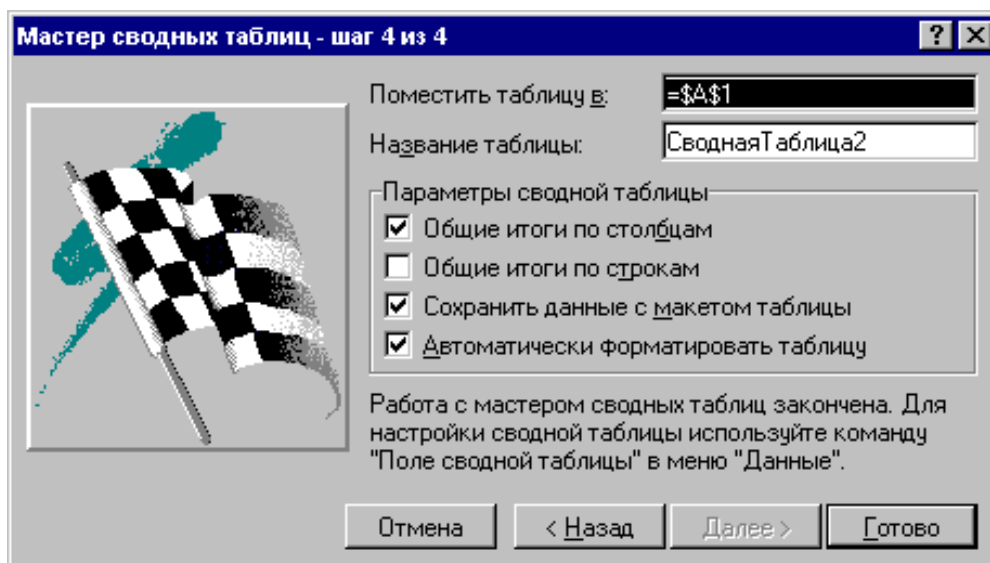 Мастер сводных таблиц - шаг 4 из 4
Поместить таблицу в: =$A$1
Название таблицы: СводнаяТаблица2
Параметры сводной таблицы
Общие итоги по столбцам
Общие итоги по строкам
Сохранить данные с макетом таблицы
Автоматически форматировать таблицу
Работа с мастером сводных таблиц закончена. Для
настройки сводной таблицы используйте команду
"Поле сводной таблицы" в меню "Данные".
Отмена < Назад Далее > Готово